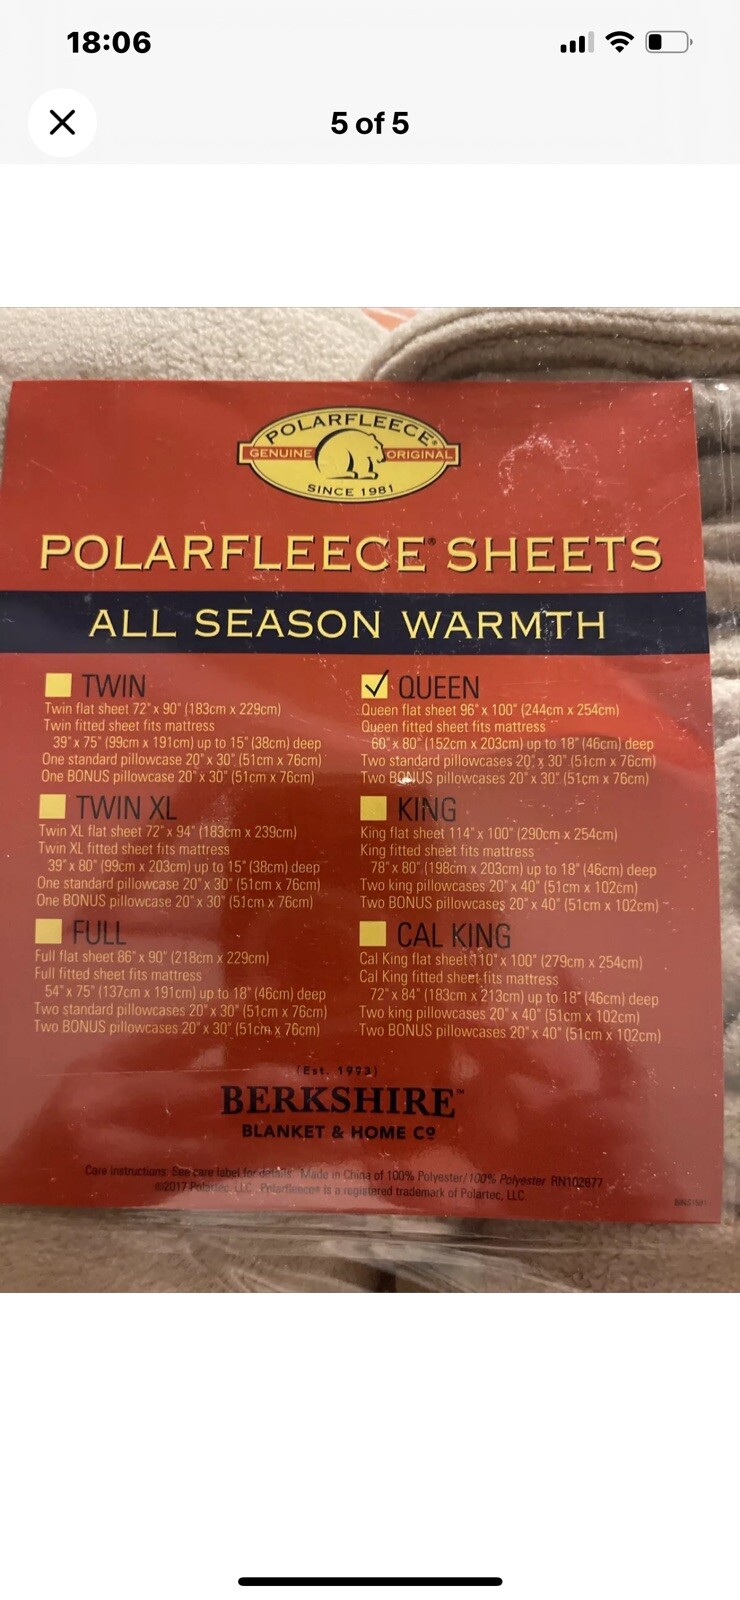 18:06
5 of 5
POLARFLEECE®
GENUINE ORIGINAL
SINCE 1981
POLARFLEECE® SHEETS
ALL SEASON WARMTH
TWIN
Twin flat sheet 72" x 90" (183cm x 229cm)
Twin fitted sheet fits mattress
39" x 75" (99cm x 191cm) up to 15" (38cm) deep
One standard pillowcase 20" x 30" (51cm x 76cm)
One BONUS pillowcase 20" x 30" (51cm x 76cm)
TWIN XL
Twin XL flat sheet 72" x 94" (183cm x 239cm)
Twin XL fitted sheet fits mattress
39" x 80" (99cm x 203cm) up to 15" (38cm) deep
One standard pillowcase 20" x 30" (51cm x 76cm)
One BONUS pillowcase 20" x 30" (51cm x 76cm)
FULL
Full flat sheet 86" x 90" (218cm x 229cm)
Full fitted sheet fits mattress
54" x 75" (137cm x 191cm) up to 18" (46cm) deep
Two standard pillowcases 20" x 30" (51cm x 76cm)
Two BONUS pillowcases 20" x 30" (51cm x 76cm)
QUEEN
Queen flat sheet 96" x 100" (244cm x 254cm)
Queen fitted sheet fits mattress
60" x 80" (152cm x 203cm) up to 18" (46cm) deep
Two standard pillowcases 20" x 30" (51cm x 76cm)
Two BONUS pillowcases 20" x 30" (51cm x 76cm)
KING
King flat sheet 114" x 100" (290cm x 254cm)
King fitted sheet fits mattress
78" x 80" (198cm x 203cm) up to 18" (46cm) deep
Two king pillowcases 20" x 40" (51cm x 102cm)
Two BONUS pillowcases 20" x 40" (51cm x 102cm)
CAL KING
Cal King flat sheet 110" x 100" (279cm x 254cm)
Cal King fitted sheet fits mattress
72" x 84" (183cm x 213cm) up to 18" (46cm) deep
Two king pillowcases 20" x 40" (51cm x 102cm)
Two BONUS pillowcases 20" x 40" (51cm x 102cm)
(Est. 1993)
BERKSHIRE™
BLANKET & HOME Cº
Care instructions: See care label for details. Made in China of 100% Polyester/100% Polyester RN102877
©2017 Polartec, LLC. Polarfleece® is a registered trademark of Polartec, LLC